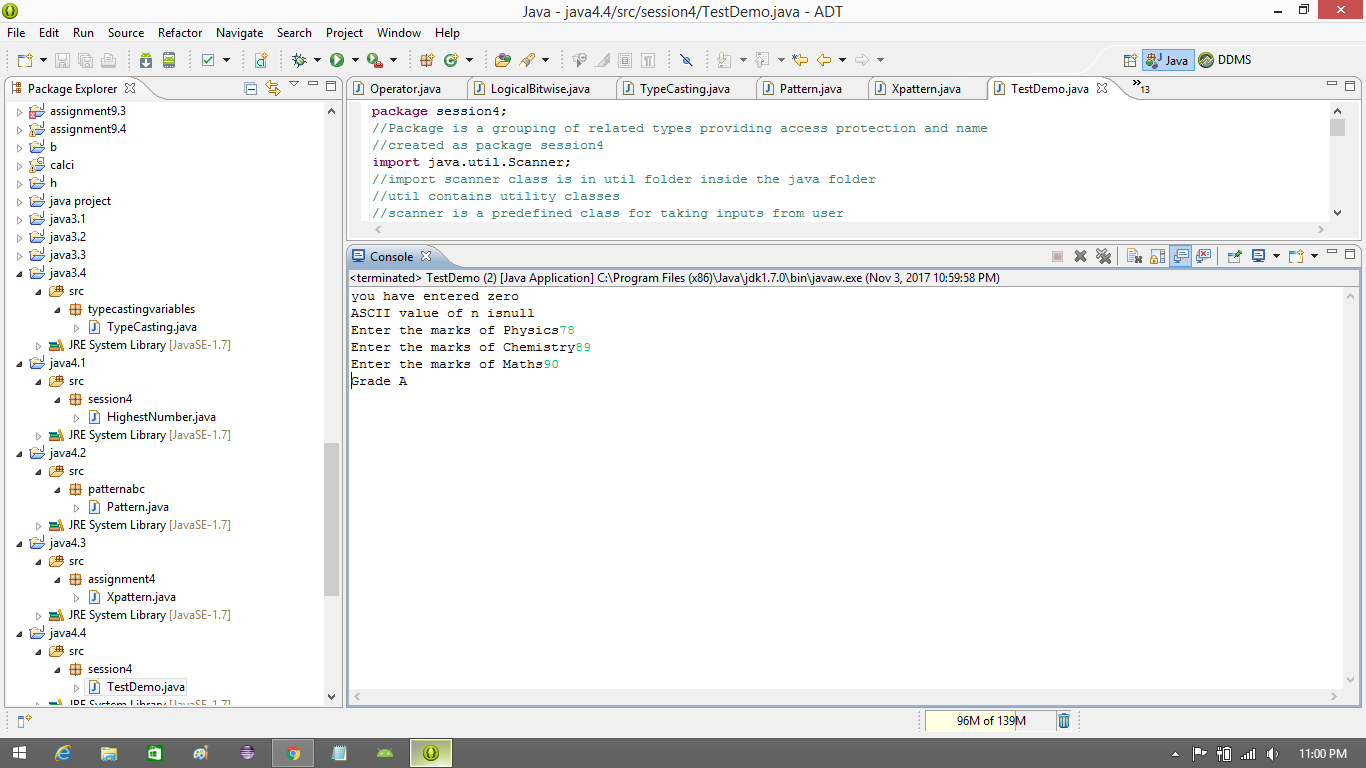 Java - java4.4/src/session4/TestDemo.java - ADT
File Edit Run Source Refactor Navigate Search Project Window Help
Java DDMS
Package Explorer
assignment9.3
assignment9.4
b
calci
h
java project
java3.1
java3.2
java3.3
java3.4
src
typecastingvariables
TypeCasting.java
JRE System Library [JavaSE-1.7]
java4.1
src
session4
HighestNumber.java
JRE System Library [JavaSE-1.7]
java4.2
src
patternabc
Pattern.java
JRE System Library [JavaSE-1.7]
java4.3
src
assignment4
Xpattern.java
JRE System Library [JavaSE-1.7]
java4.4
src
session4
TestDemo.java
JRE System Library [JavaSE-1.7]
Operator.java LogicalBitwise.java TypeCasting.java Pattern.java Xpattern.java TestDemo.java »13
package session4;
//Package is a grouping of related types providing access protection and name
//created as package session4
import java.util.Scanner;
//import scanner class is in util folder inside the java folder
//util contains utility classes
//scanner is a predefined class for taking inputs from user
Console
<terminated> TestDemo (2) [Java Application] C:\Program Files (x86)\Java\jdk1.7.0\bin\javaw.exe (Nov 3, 2017 10:59:58 PM)
you have entered zero
ASCII value of n isnull
Enter the marks of Physics78
Enter the marks of Chemistry89
Enter the marks of Maths90
Grade A
96M of 139M
11:00 PM